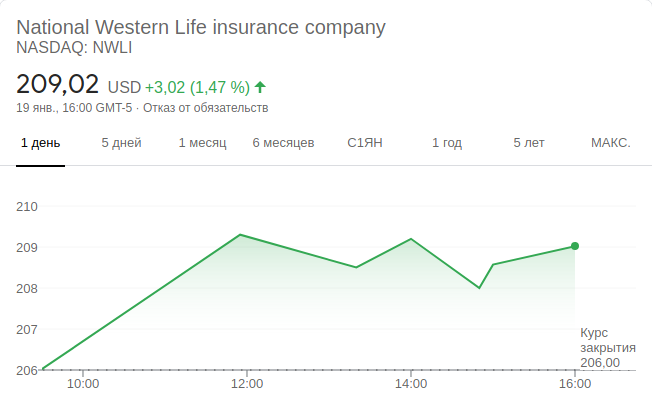 National Western Life insurance company
NASDAQ: NWLI
209,02 USD +3,02 (1,47 %)
19 янв., 16:00 GMT-5 · Отказ от обязательств
1 день 5 дней 1 месяц 6 месяцев С1ЯН 1 год 5 лет МАКС.
210
209
208
207
206
Курс
закрытия
206,00
10:00 12:00 14:00 16:00